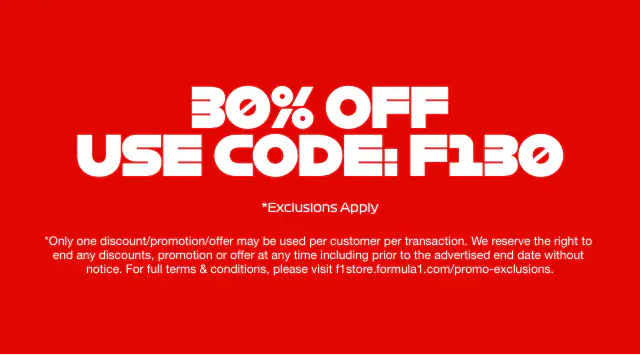 30% OFF
USE CODE: F130
*Exclusions Apply
*Only one discount/promotion/offer may be used per customer per transaction. We reserve the right to
end any discounts, promotion or offer at any time including prior to the advertised end date without
notice. For full terms & conditions, please visit f1store.formula1.com/promo-exclusions.